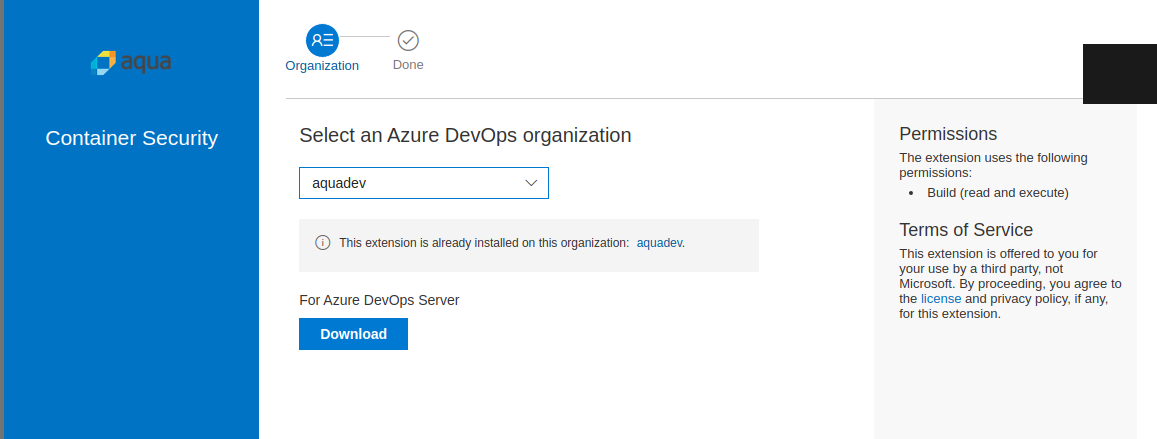 aqua
Container Security
Organization
Done
Select an Azure DevOps organization
aquadev
This extension is already installed on this organization: aquadev.
For Azure DevOps Server
Download
Permissions
The extension uses the following
permissions:
• Build (read and execute)
Terms of Service
This extension is offered to you for
your use by a third party, not
Microsoft. By proceeding, you agree to
the license and privacy policy, if any,
for this extension.